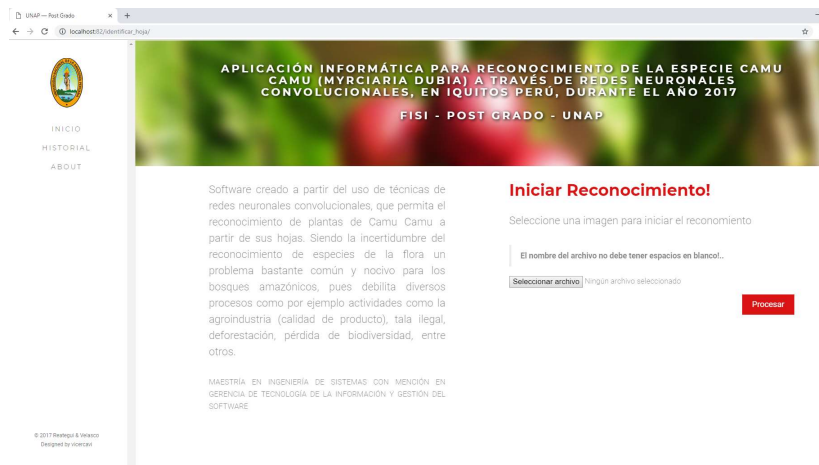 UNAP — Post Grado
localhost:82/identificar_hoja/
INICIO
HISTORIAL
ABOUT
© 2017 Reategui & Velasco
Designed by vicercavi
APLICACIÓN INFORMÁTICA PARA RECONOCIMIENTO DE LA ESPECIE CAMU
CAMU (MYRCIARIA DUBIA) A TRAVÉS DE REDES NEURONALES
CONVOLUCIONALES, EN IQUITOS PERÚ, DURANTE EL AÑO 2017
FISI - POST GRADO - UNAP
Software creado a partir del uso de técnicas de
redes neuronales convolucionales, que permita el
reconocimiento de plantas de Camu Camu a
partir de sus hojas. Siendo la incertidumbre del
reconocimiento de especies de la flora un
problema bastante común y nocivo para los
bosques amazónicos, pues debilita diversos
procesos como por ejemplo actividades como la
agroindustria (calidad de producto), tala ilegal,
deforestación, pérdida de biodiversidad, entre
otros.
MAESTRÍA EN INGENIERÍA DE SISTEMAS CON MENCIÓN EN
GERENCIA DE TECNOLOGÍA DE LA INFORMACIÓN Y GESTIÓN DEL
SOFTWARE
Iniciar Reconocimiento!
Seleccione una imagen para iniciar el reconomiento
El nombre del archivo no debe tener espacios en blanco!..
Seleccionar archivo Ningún archivo seleccionado
Procesar